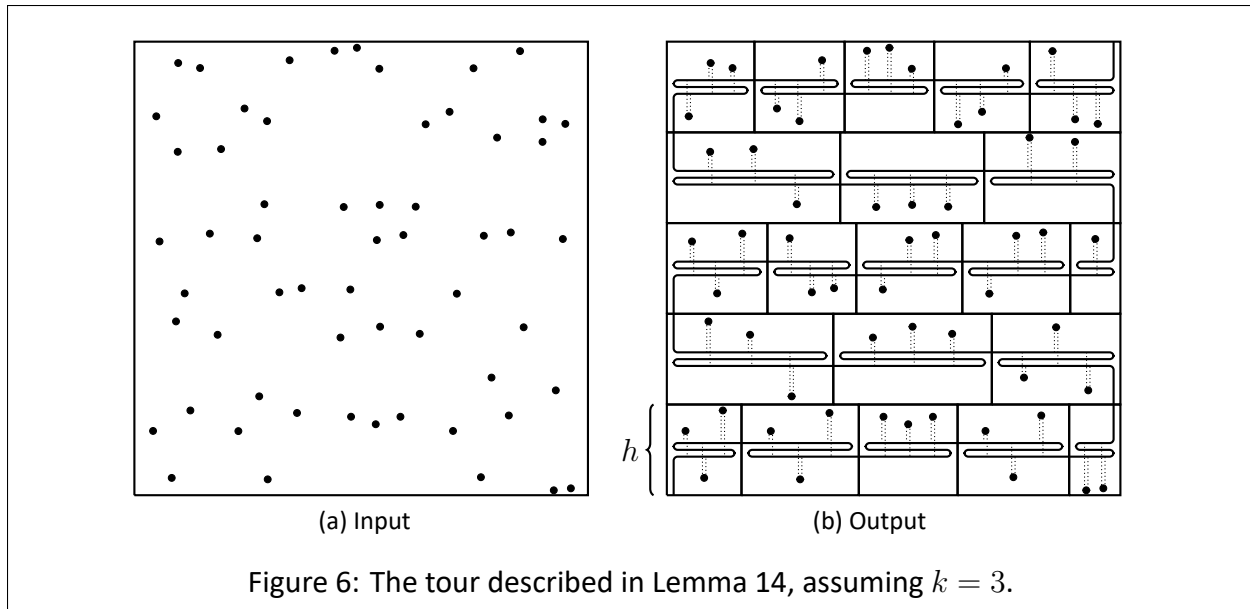 h
(a) Input
(b) Output
Figure 6: The tour described in Lemma 14, assuming k = 3.